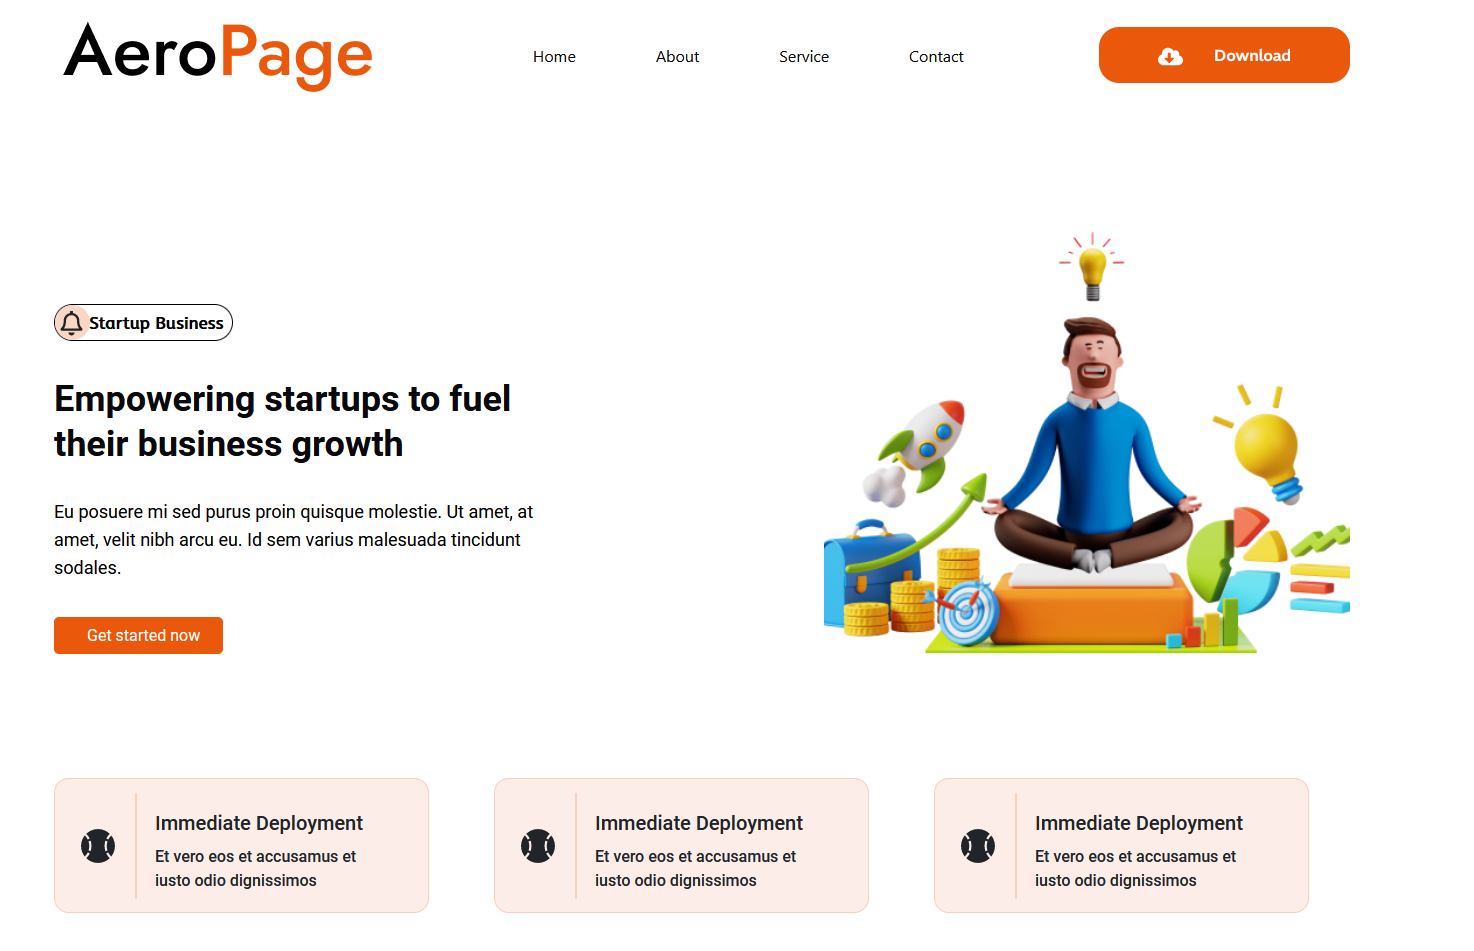 AeroPage
Home
About
Service
Contact
Download
Startup Business
Empowering startups to fuel
their business growth
Eu posuere mi sed purus proin quisque molestie. Ut amet, at
amet, velit nibh arcu eu. Id sem varius malesuada tincidunt
sodales.
Get started now
Immediate Deployment
Et vero eos et accusamus et
iusto odio dignissimos
Immediate Deployment
Et vero eos et accusamus et
iusto odio dignissimos
Immediate Deployment
Et vero eos et accusamus et
iusto odio dignissimos